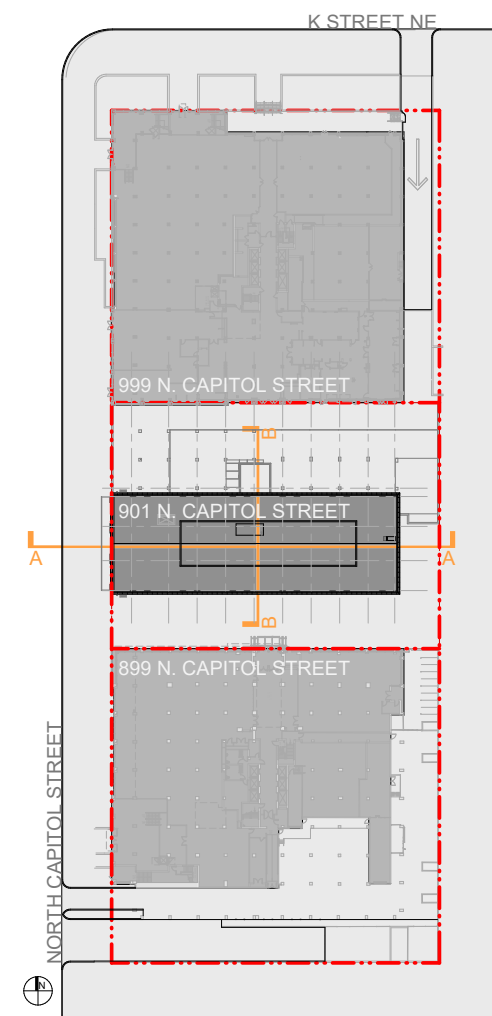 K STREET NE
999 N. CAPITOL STREET
B
901 N. CAPITOL STREET
A
A
B
899 N. CAPITOL STREET
NORTH CAPITOL STREET
N